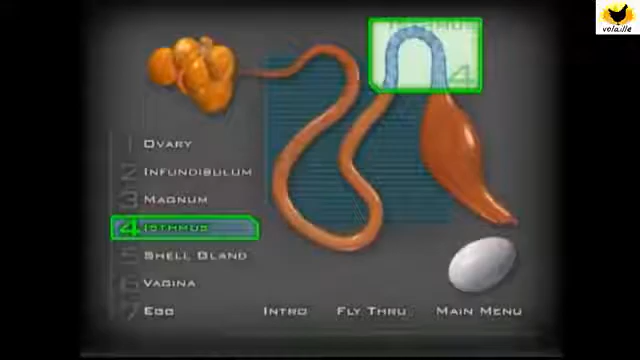 volaille
ISTHMUS
4
1 OVARY
2 INFUNDIBULUM
3 MAGNUM
4 ISTHMUS
5 SHELL GLAND
6 VAGINA
7 EGG
INTRO FLY THRU MAIN MENU